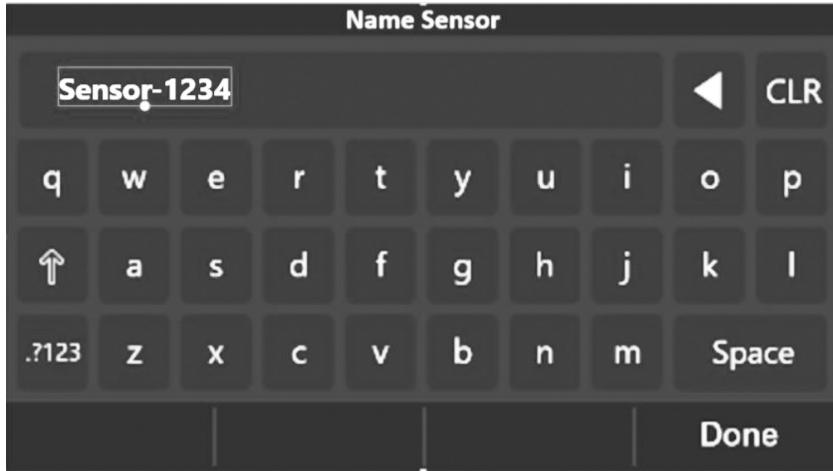 Name Sensor
Sensor-1234 CLR
q w e r t y u i o p
a s d f g h j k l
.?123 z x c v b n m Space
Done